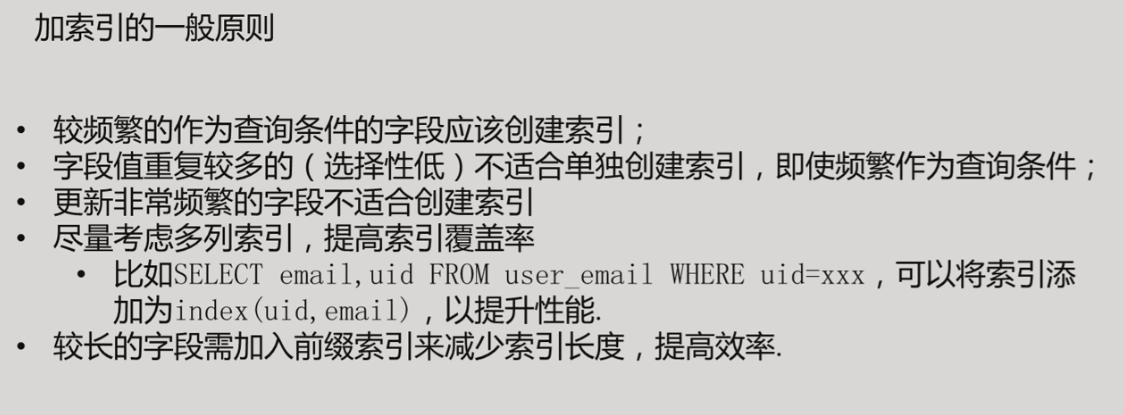 加索引的一般原则
• 较频繁的作为查询条件的字段应该创建索引；
• 字段值重复较多的（选择性低）不适合单独创建索引，即使频繁作为查询条件；
• 更新非常频繁的字段不适合创建索引
• 尽量考虑多列索引，提高索引覆盖率
• 比如SELECT email,uid FROM user_email WHERE uid=xxx，可以将索引添
加为index(uid,email)，以提升性能.
• 较长的字段需加入前缀索引来减少索引长度，提高效率.